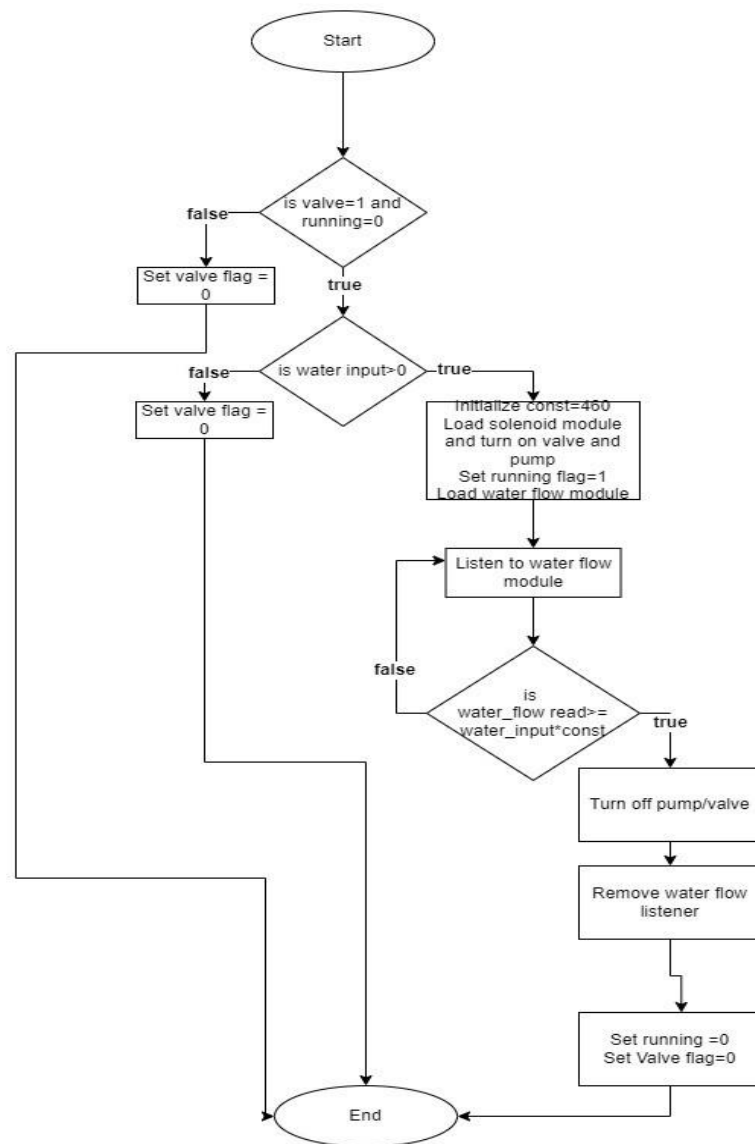 Start
is valve=1 and
running=0
false
Set valve flag =
0
true
is water input>0
false
true
Set valve flag =
0
Initialize const=460
Load solenoid module
and turn on valve and
pump
Set running flag=1
Load water flow module
Listen to water flow
module
false
is
water_flow read>=
water_input*const
true
Turn off pump/valve
Remove water flow
listener
Set running =0
Set Valve flag=0
End